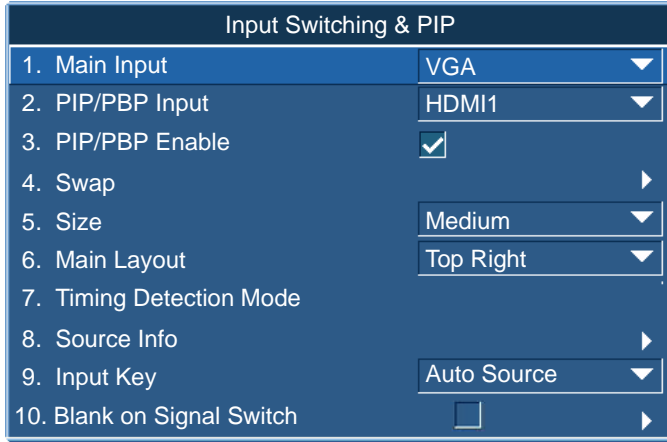 Input Switching & PIP
1. Main Input VGA
2. PIP/PBP Input HDMI1
3. PIP/PBP Enable
4. Swap
5. Size Medium
6. Main Layout Top Right
7. Timing Detection Mode
8. Source Info
9. Input Key Auto Source
10. Blank on Signal Switch